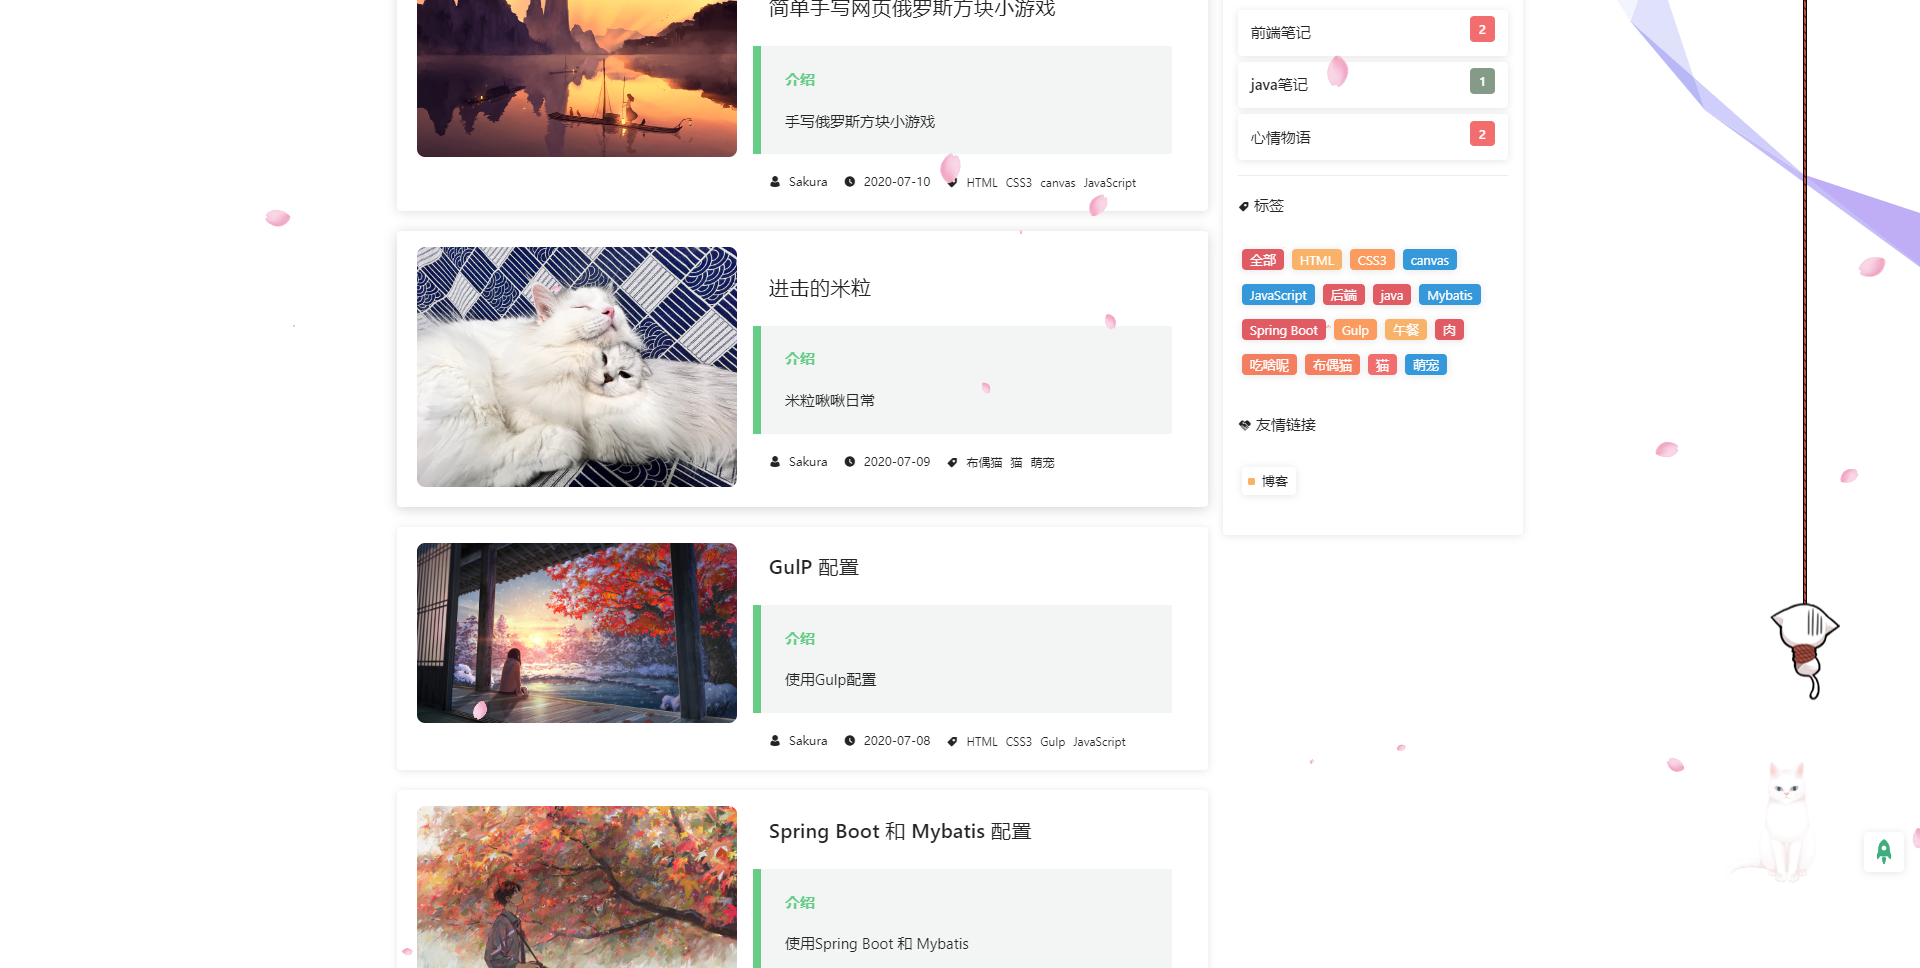 简单手写网页俄罗斯方块小游戏
介绍
手写俄罗斯方块小游戏
Sakura 2020-07-10 HTML CSS3 canvas JavaScript
进击的米粒
介绍
米粒啾啾日常
Sakura 2020-07-09 布偶猫 猫 萌宠
GulP 配置
介绍
使用Gulp配置
Sakura 2020-07-08 HTML CSS3 Gulp JavaScript
Spring Boot 和 Mybatis 配置
介绍
使用Spring Boot 和 Mybatis
前端笔记 2
java笔记 1
心情物语 2
标签
全部 HTML CSS3 canvas
JavaScript 后端 java Mybatis
Spring Boot Gulp 午餐 肉
吃啥呢 布偶猫 猫 萌宠
友情链接
博客